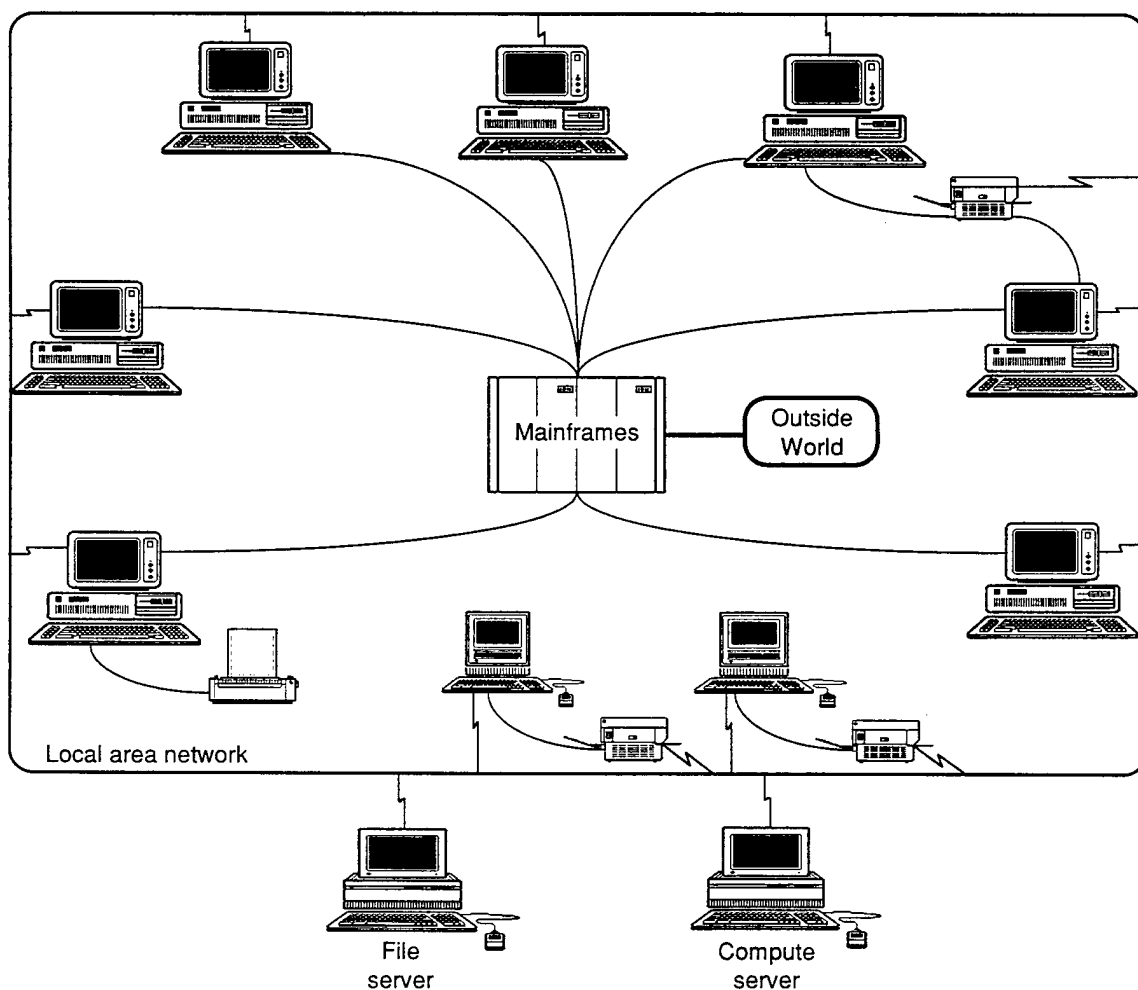 Mainframes
Outside
World
Local area network
File
server
Compute
server